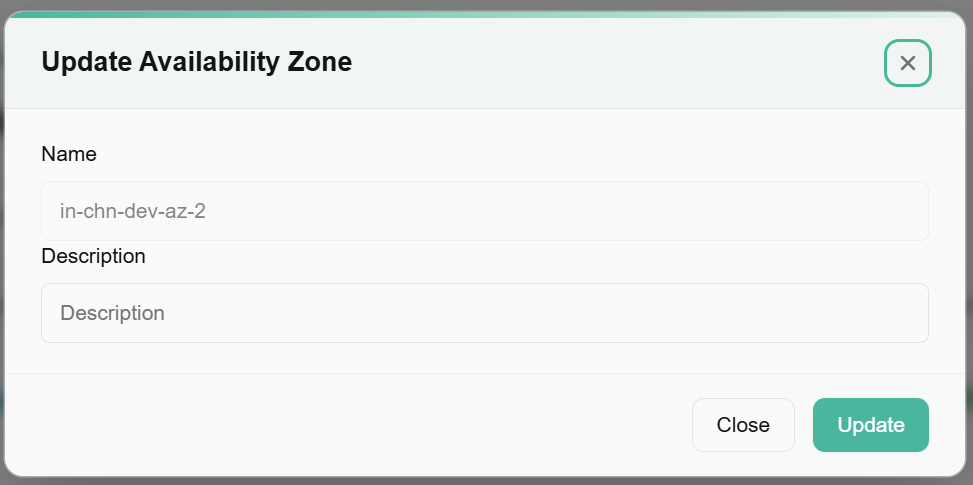 Update Availability Zone
Name
in-chn-dev-az-2
Description
Description
Close
Update